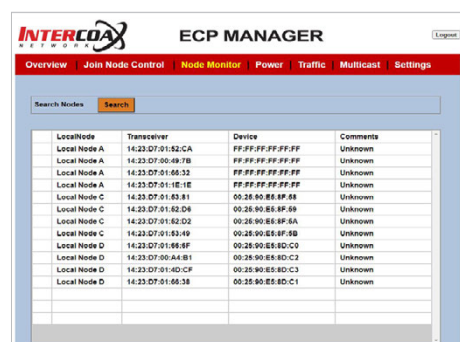 INTERCOAX
NETWORK
ECP MANAGER
Logout
Overview Join Node Control Node Monitor Power Traffic Multicast Settings
Search Nodes Search
LocalNode Transceiver Device Comments
Local Node A 14:23:D7:01:52:CA FF:FF:FF:FF:FF:FF Unknown
Local Node A 14:23:D7:00:49:7B FF:FF:FF:FF:FF:FF Unknown
Local Node A 14:23:D7:01:66:32 FF:FF:FF:FF:FF:FF Unknown
Local Node A 14:23:D7:01:1E:1E FF:FF:FF:FF:FF:FF Unknown
Local Node C 14:23:D7:01:53:81 00:25:90:E5:8F:58 Unknown
Local Node C 14:23:D7:01:52:D6 00:25:90:E5:8F:59 Unknown
Local Node C 14:23:D7:01:52:D2 00:25:90:E5:8F:5A Unknown
Local Node C 14:23:D7:01:53:49 00:25:90:E5:8F:5B Unknown
Local Node D 14:23:D7:01:66:5F 00:25:90:E5:8D:C0 Unknown
Local Node D 14:23:D7:00:A4:B1 00:25:90:E5:8D:C2 Unknown
Local Node D 14:23:D7:01:4D:CF 00:25:90:E5:8D:C3 Unknown
Local Node D 14:23:D7:01:66:38 00:25:90:E5:8D:C1 Unknown